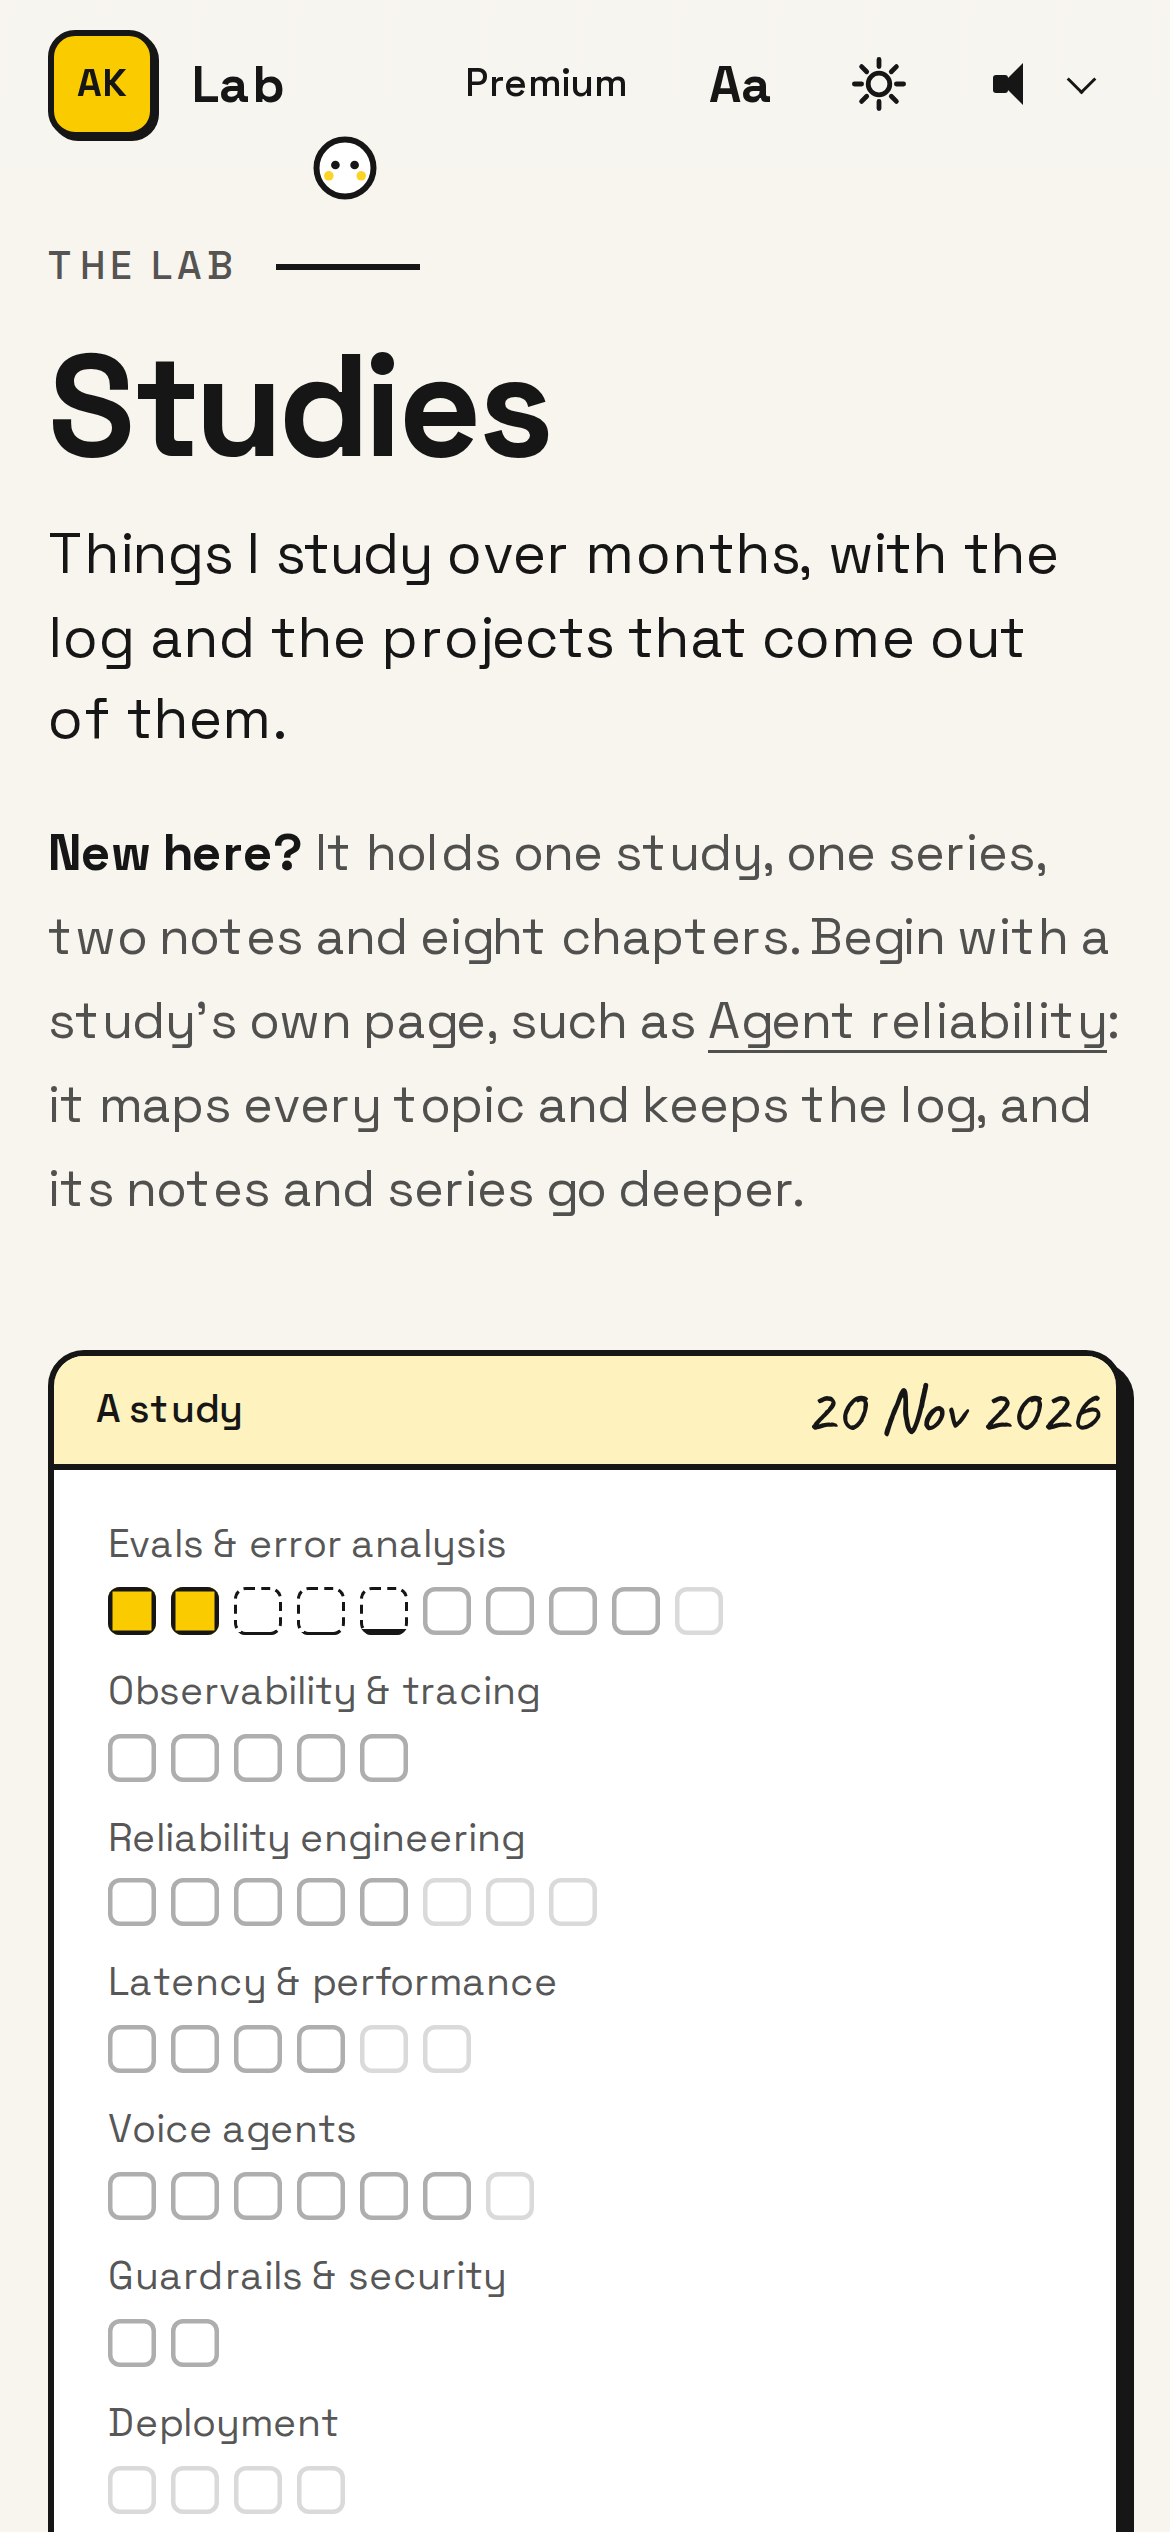 AK
Lab
Premium
Aa
THE LAB
Studies
Things I study over months, with the
log and the projects that come out
of them.
New here? It holds one study, one series,
two notes and eight chapters. Begin with a
study’s own page, such as Agent reliability:
it maps every topic and keeps the log, and
its notes and series go deeper.
A study
20 Nov 2026
Evals & error analysis
Observability & tracing
Reliability engineering
Latency & performance
Voice agents
Guardrails & security
Deployment